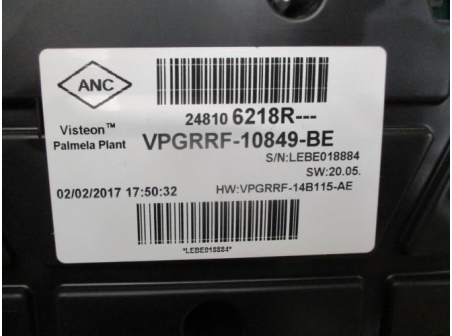 ANC
24810 6218R---
Visteon™
Palmela Plant
VPGRRF-10849-BE
S/N:LEBE018884
SW:20.05.
02/02/2017 17:50:32
HW:VPGRRF-14B115-AE
*LEBE018884*